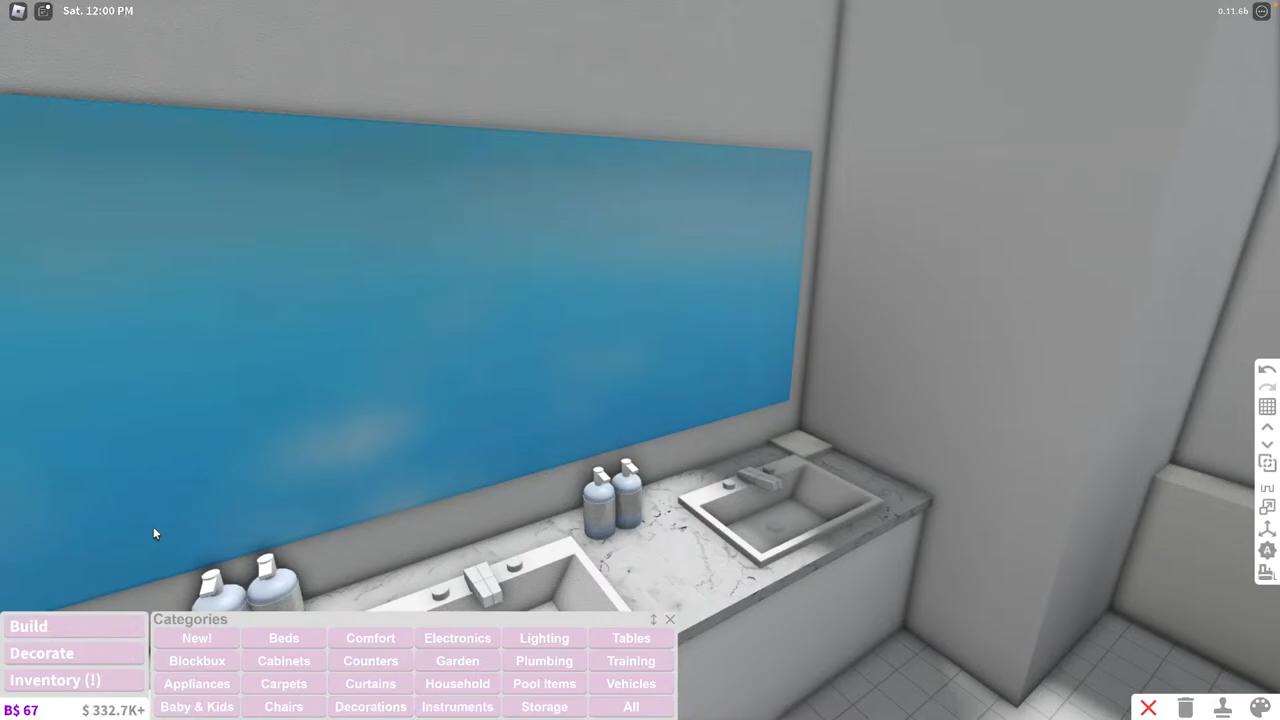 Sat. 12:00 PM
0.11.6b
Build
Decorate
Inventory (!)
B$ 67
$ 332.7K+
Categories
New! Beds Comfort Electronics Lighting Tables
Blockbux Cabinets Counters Garden Plumbing Training
Appliances Carpets Curtains Household Pool Items Vehicles
Baby & Kids Chairs Decorations Instruments Storage All